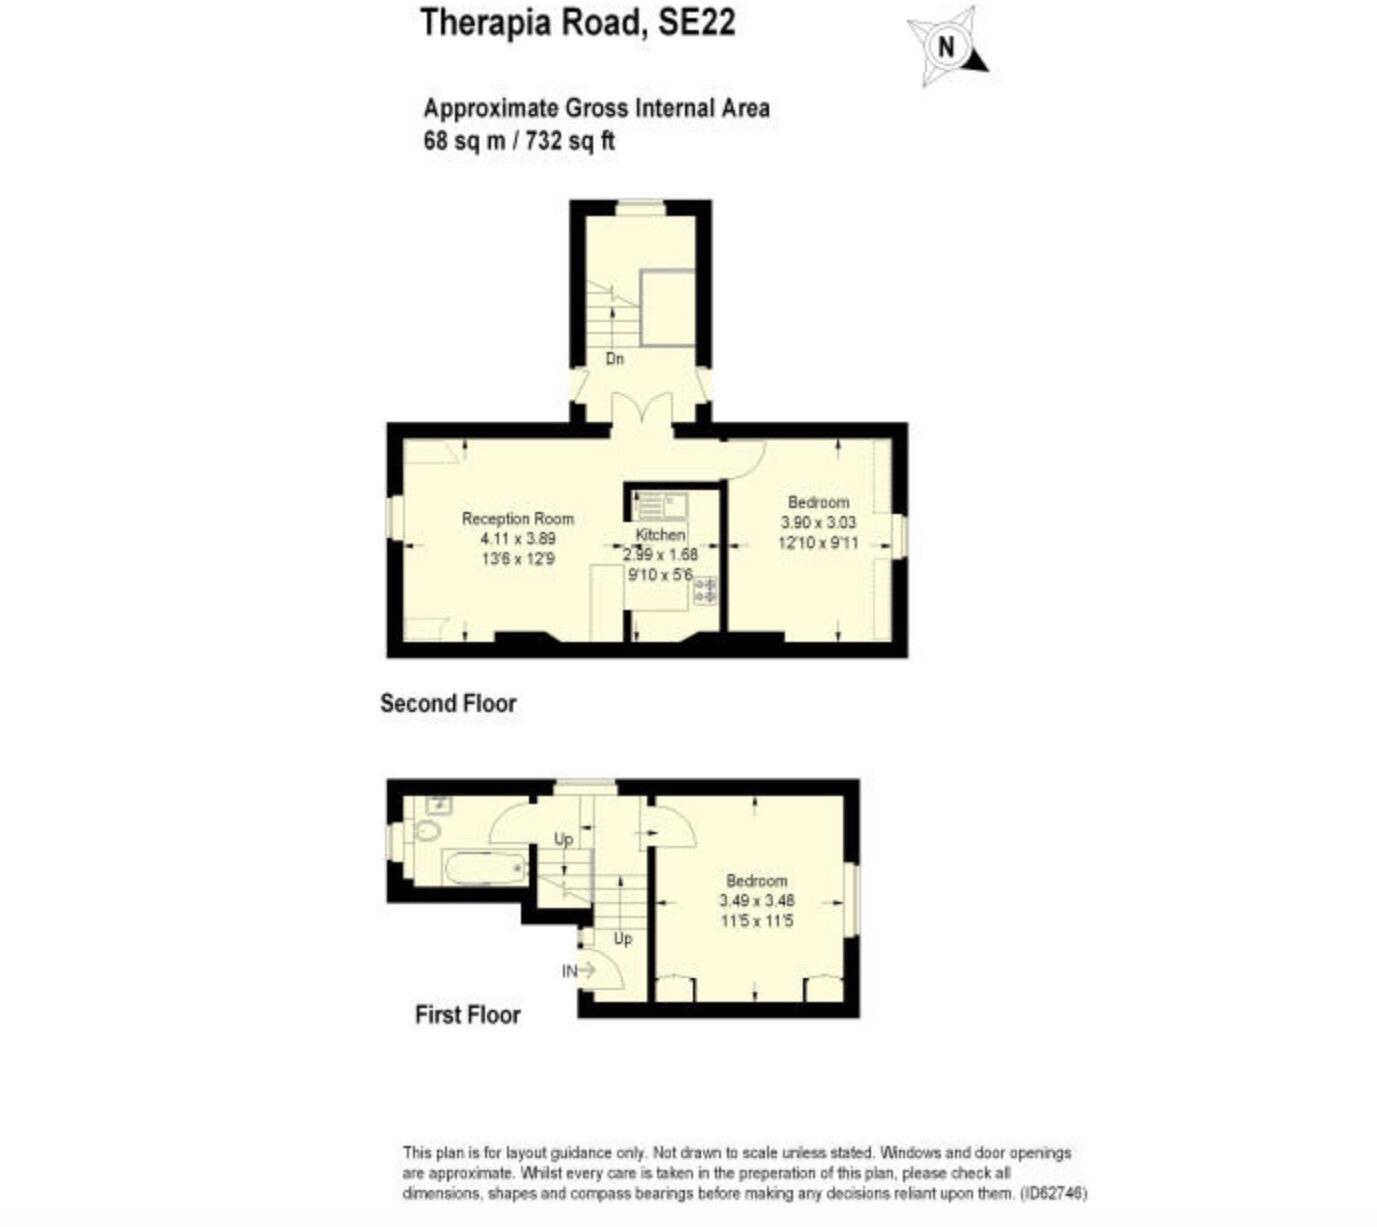 Therapia Road, SE22
N
Approximate Gross Internal Area
68 sq m / 732 sq ft
Dn
Reception Room
4.11 x 3.89
13'6 x 12'9
Kitchen
2.99 x 1.68
9'10 x 5'6
Bedroom
3.90 x 3.03
12'10 x 9'11
Second Floor
Up
Up
IN
Bedroom
3.49 x 3.48
11'5 x 11'5
First Floor
This plan is for layout guidance only. Not drawn to scale unless stated. Windows and door openings
are approximate. Whilst every care is taken in the preperation of this plan, please check all
dimensions, shapes and compass bearings before making any decisions reliant upon them. (ID62746)